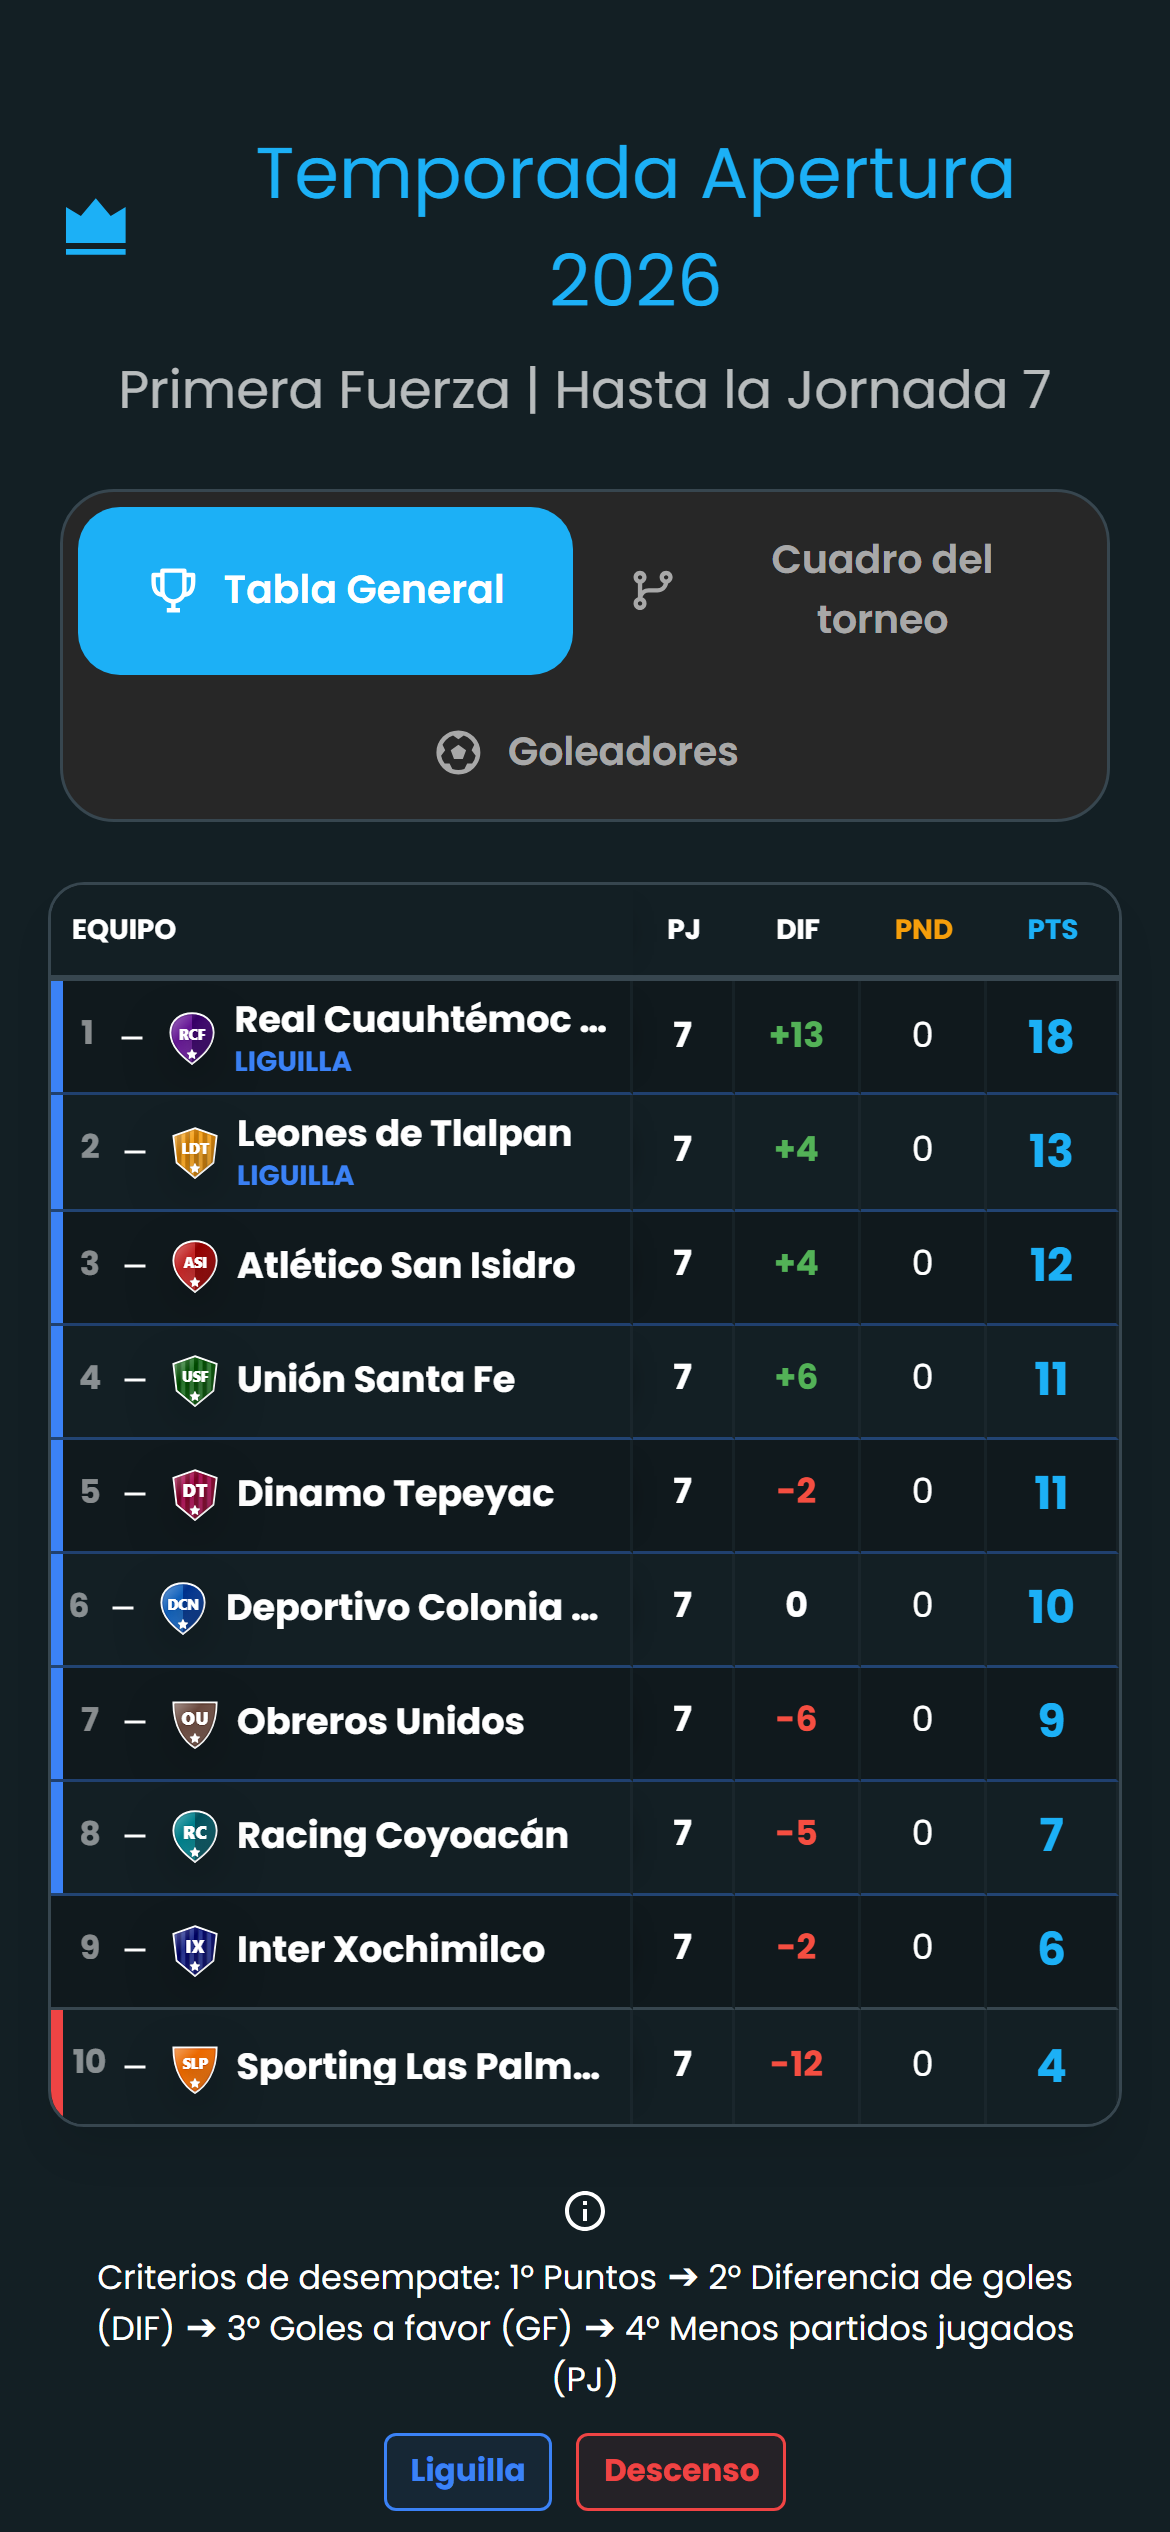 Temporada Apertura
2026
Primera Fuerza | Hasta la Jornada 7
Tabla General
Cuadro del
torneo
Goleadores
EQUIPO PJ DIF PND PTS
1 – RCF Real Cuauhtémoc ... 7 +13 0 18
LIGUILLA
2 – LDT Leones de Tlalpan 7 +4 0 13
LIGUILLA
3 – ASI Atlético San Isidro 7 +4 0 12
4 – USF Unión Santa Fe 7 +6 0 11
5 – DT Dinamo Tepeyac 7 -2 0 11
6 – DCN Deportivo Colonia ... 7 0 0 10
7 – OU Obreros Unidos 7 -6 0 9
8 – RC Racing Coyoacán 7 -5 0 7
9 – IX Inter Xochimilco 7 -2 0 6
10 – SLP Sporting Las Palm... 7 -12 0 4
Criterios de desempate: 1º Puntos ➔ 2º Diferencia de goles
(DIF) ➔ 3º Goles a favor (GF) ➔ 4º Menos partidos jugados
(PJ)
Liguilla Descenso